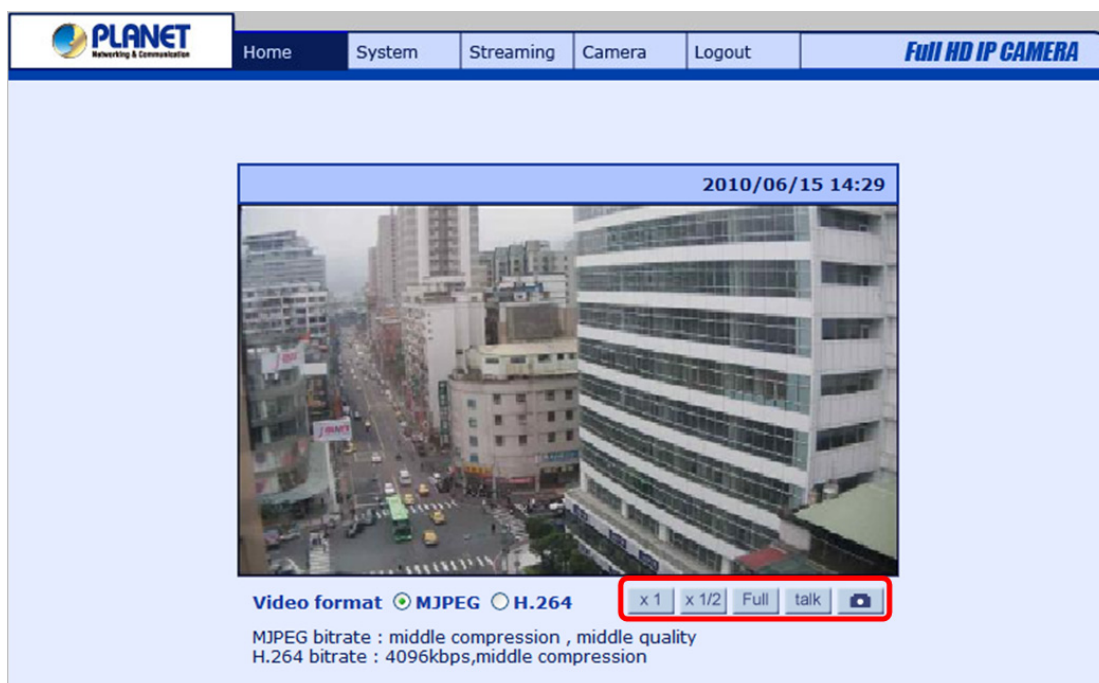 PLANET
Networking & Communication
Home System Streaming Camera Logout Full HD IP CAMERA
2010/06/15 14:29
Video format MJPEG H.264 x 1 x 1/2 Full talk
MJPEG bitrate : middle compression , middle quality
H.264 bitrate : 4096kbps,middle compression